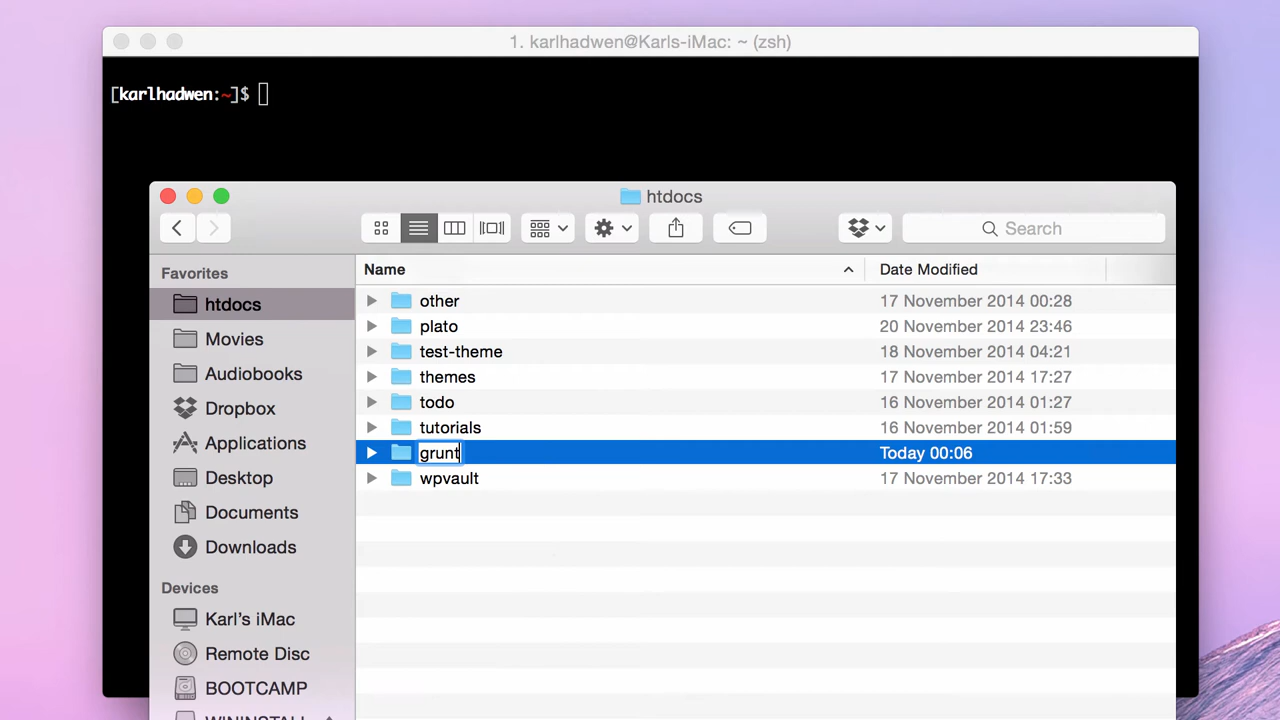 1. karlhadwen@Karls-iMac: ~ (zsh)
[karlhadwen:~]$
htdocs
Search
Favorites
htdocs
Movies
Audiobooks
Dropbox
Applications
Desktop
Documents
Downloads
Devices
Karl's iMac
Remote Disc
BOOTCAMP
WININSTALL
Name Date Modified
other 17 November 2014 00:28
plato 20 November 2014 23:46
test-theme 18 November 2014 04:21
themes 17 November 2014 17:27
todo 16 November 2014 01:27
tutorials 16 November 2014 01:59
grunt Today 00:06
wpvault 17 November 2014 17:33